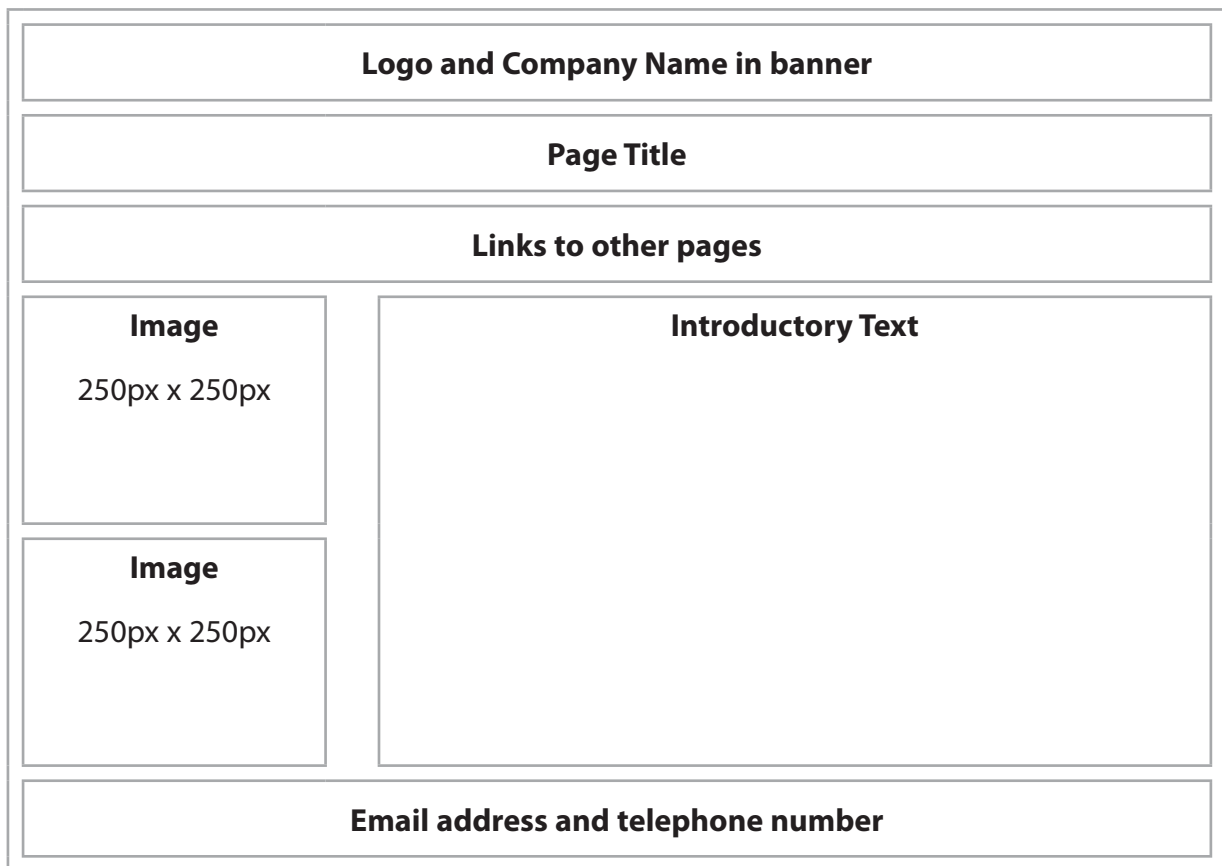 Logo and Company Name in banner
Page Title
Links to other pages
Image
250px x 250px
Introductory Text
Image
250px x 250px
Email address and telephone number